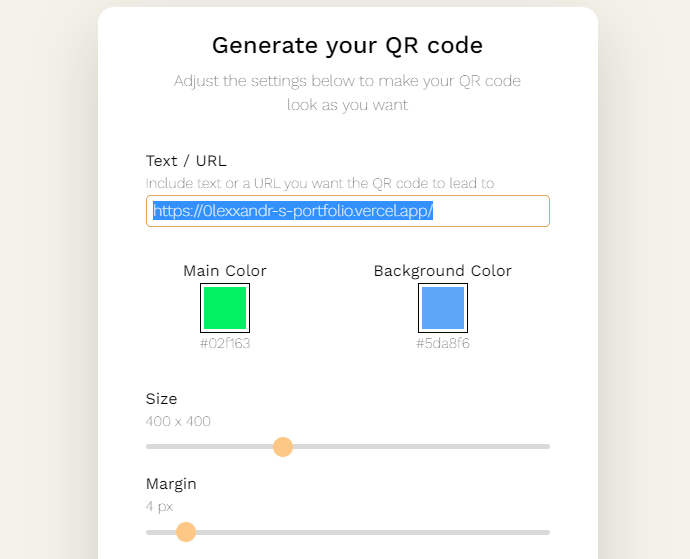 Generate your QR code
Adjust the settings below to make your QR code
look as you want
Text / URL
Include text or a URL you want the QR code to lead to
https://0lexxandr-s-portfolio.vercel.app/
Main Color
Background Color
#02f163
#5da8f6
Size
400 x 400
Margin
4 px